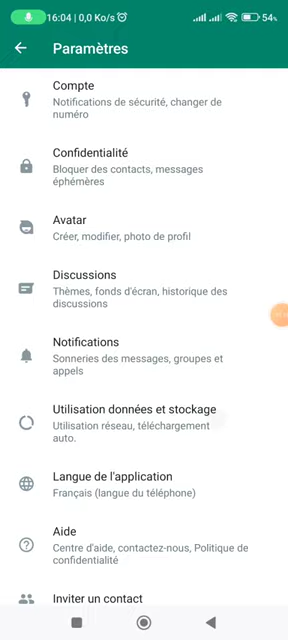 16:04 | 0,0 Ko/s
54%
Paramètres
Compte
Notifications de sécurité, changer de
numéro
Confidentialité
Bloquer des contacts, messages
éphémères
Avatar
Créer, modifier, photo de profil
Discussions
Thèmes, fonds d'écran, historique des
discussions
Notifications
Sonneries des messages, groupes et
appels
Utilisation données et stockage
Utilisation réseau, téléchargement
auto.
Langue de l'application
Français (langue du téléphone)
Aide
Centre d'aide, contactez-nous, Politique de
confidentialité
Inviter un contact